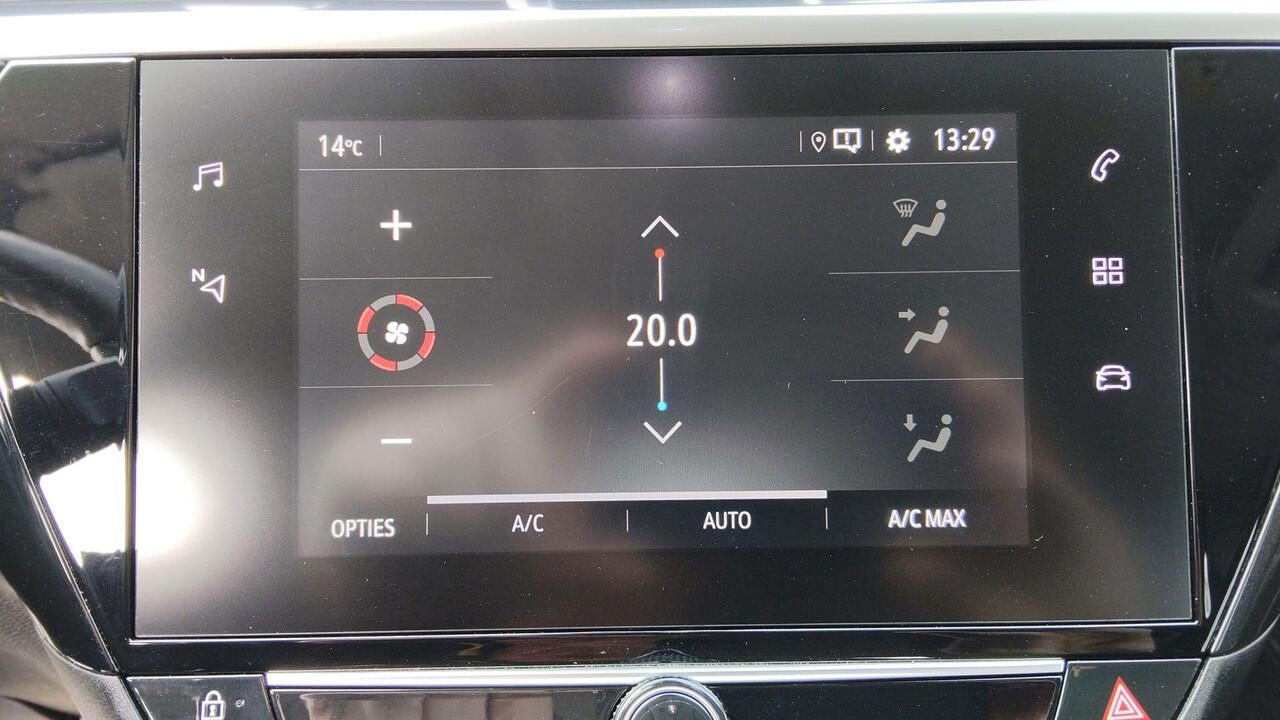 14°C
13:29
N
20.0
OPTIES
A/C
AUTO
A/C MAX